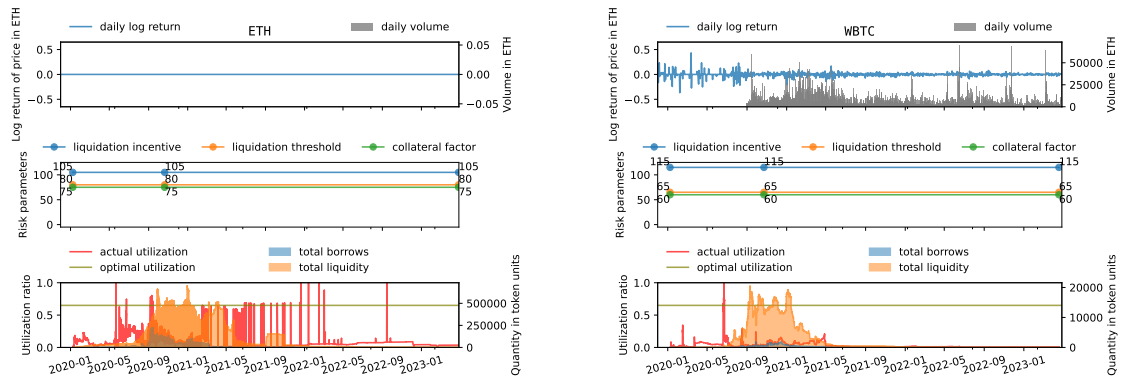 daily log return daily volume
ETH
Log return of price in ETH
0.5
0.0
−0.5
0.05
0.00
−0.05
Volume in ETH
liquidation incentive liquidation threshold collateral factor
Risk parameters
100
50
0
105 105 105
80 80 80
75 75 75
actual utilization total borrows
optimal utilization total liquidity
Utilization ratio
1.0
0.5
0.0
500000
250000
0
Quantity in token units
2020-01 2020-05 2020-09 2021-01 2021-05 2021-09 2022-01 2022-05 2022-09 2023-01
daily log return daily volume
WBTC
Log return of price in ETH
0.5
0.0
−0.5
50000
25000
0
Volume in ETH
liquidation incentive liquidation threshold collateral factor
Risk parameters
100
50
0
115 115 115
65 65 65
60 60 60
actual utilization total borrows
optimal utilization total liquidity
Utilization ratio
1.0
0.5
0.0
20000
10000
0
Quantity in token units
2020-01 2020-05 2020-09 2021-01 2021-05 2021-09 2022-01 2022-05 2022-09 2023-01